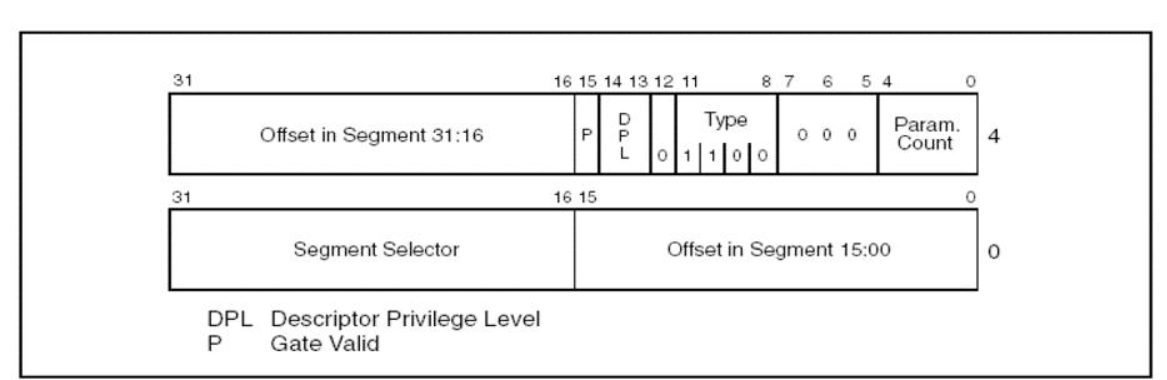 31 16 15 14 13 12 11 8 7 6 5 4 0
Offset in Segment 31:16 P DPL 0 Type 1 1 0 0 0 0 0 Param. Count 4
31 16 15 0
Segment Selector Offset in Segment 15:00 0
DPL Descriptor Privilege Level
P Gate Valid